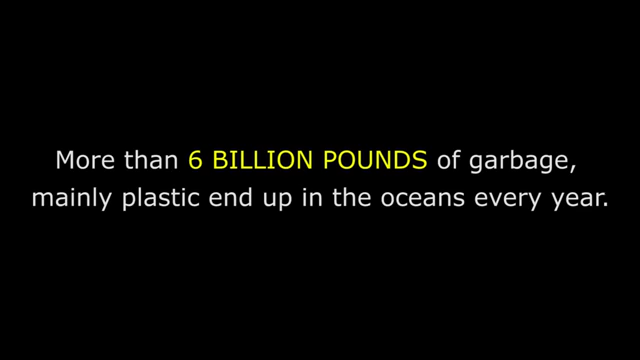 More than 6 BILLION POUNDS of garbage,
mainly plastic end up in the oceans every year.